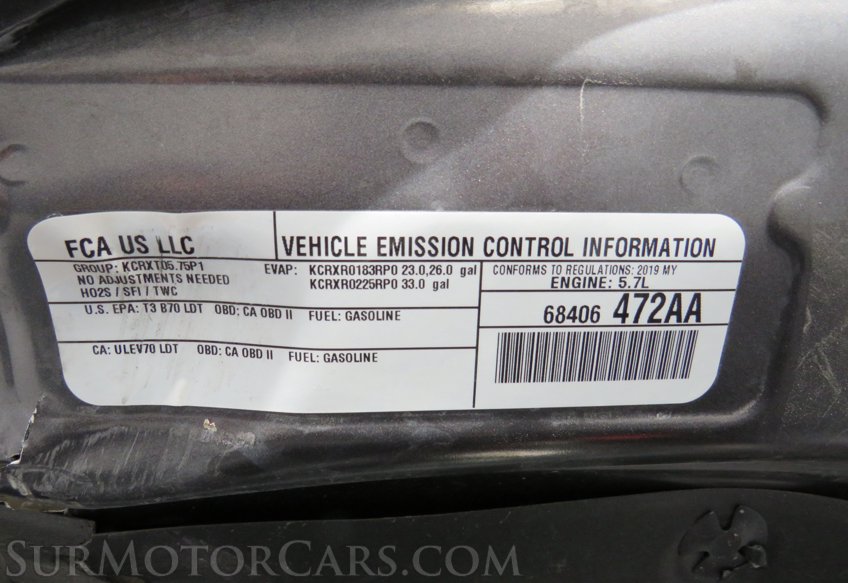 FCA US LLC
VEHICLE EMISSION CONTROL INFORMATION
GROUP: KCRXT05.75P1
NO ADJUSTMENTS NEEDED
HO2S / SFI / TWC
EVAP: KCRXR0183RP0 23.0,26.0 gal
KCRXR0225RP0 33.0 gal
CONFORMS TO REGULATIONS: 2019 MY
ENGINE: 5.7L
U.S. EPA: T3 B70 LDT OBD: CA OBD II FUEL: GASOLINE
68406 472AA
CA: ULEV70 LDT OBD: CA OBD II FUEL: GASOLINE
SurMotorCars.com